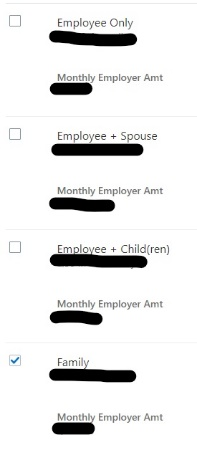 Employee Only
Monthly Employer Amt
Employee + Spouse
Monthly Employer Amt
Employee + Child(ren)
Monthly Employer Amt
Family
Monthly Employer Amt